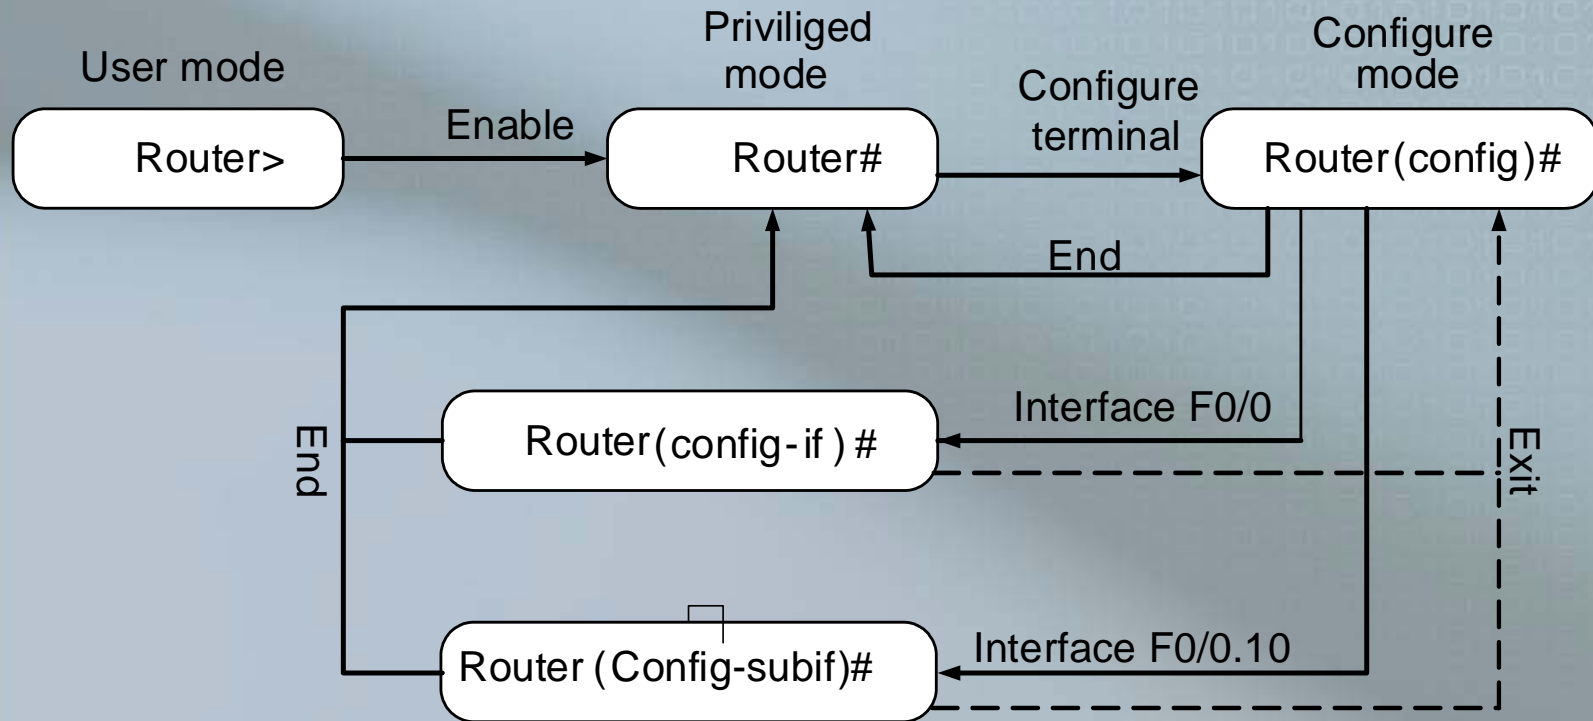 User mode
Priviliged
mode
Configure
mode
Router>
Enable
Router#
Configure
terminal
Router(config)#
End
Interface F0/0
Router(config-if)#
End
Exit
Interface F0/0.10
Router(Config-subif)#